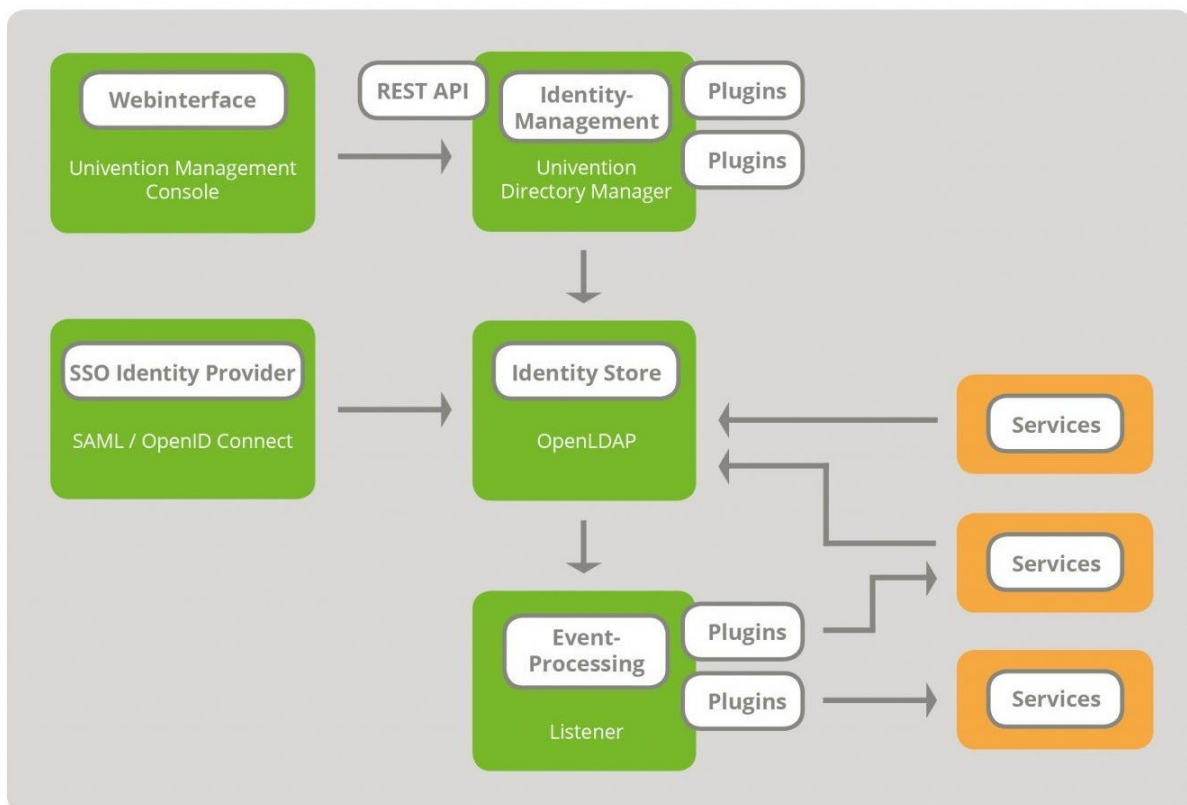 Webinterface
Univention Management
Console
REST API
Identity-
Management
Univention
Directory Manager
Plugins
Plugins
SSO Identity Provider
SAML / OpenID Connect
Identity Store
OpenLDAP
Services
Services
Event-
Processing
Listener
Plugins
Plugins
Services